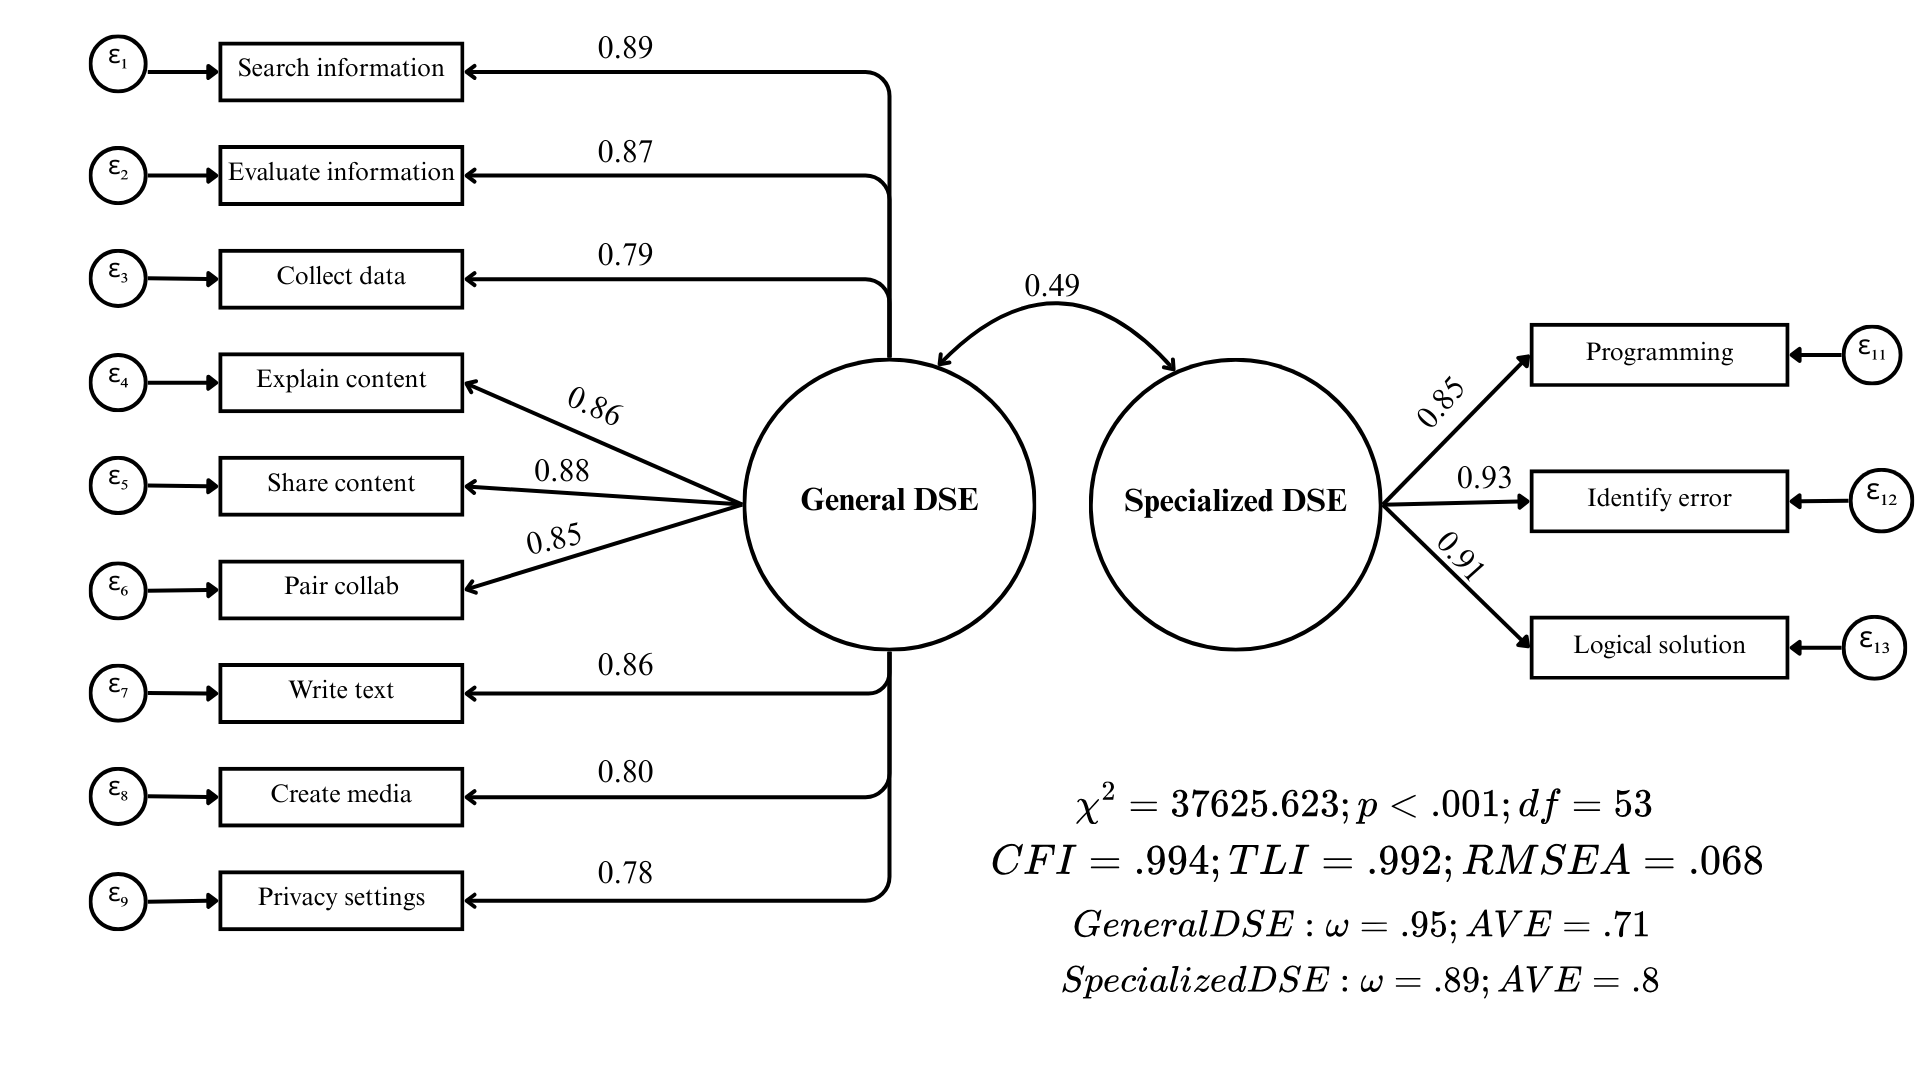 ε₁
Search information
0.89
ε₂
Evaluate information
0.87
ε₃
Collect data
0.79
ε₄
Explain content
0.86
ε₅
Share content
0.88
ε₆
Pair collab
0.85
ε₇
Write text
0.86
ε₈
Create media
0.80
ε₉
Privacy settings
0.78
General DSE
0.49
Specialized DSE
0.85
Programming
ε₁₁
0.93
Identify error
ε₁₂
0.91
Logical solution
ε₁₃
χ² = 37625.623; p < .001; df = 53
CFI = .994; TLI = .992; RMSEA = .068
GeneralDSE : ω = .95; AVE = .71
SpecializedDSE : ω = .89; AVE = .8